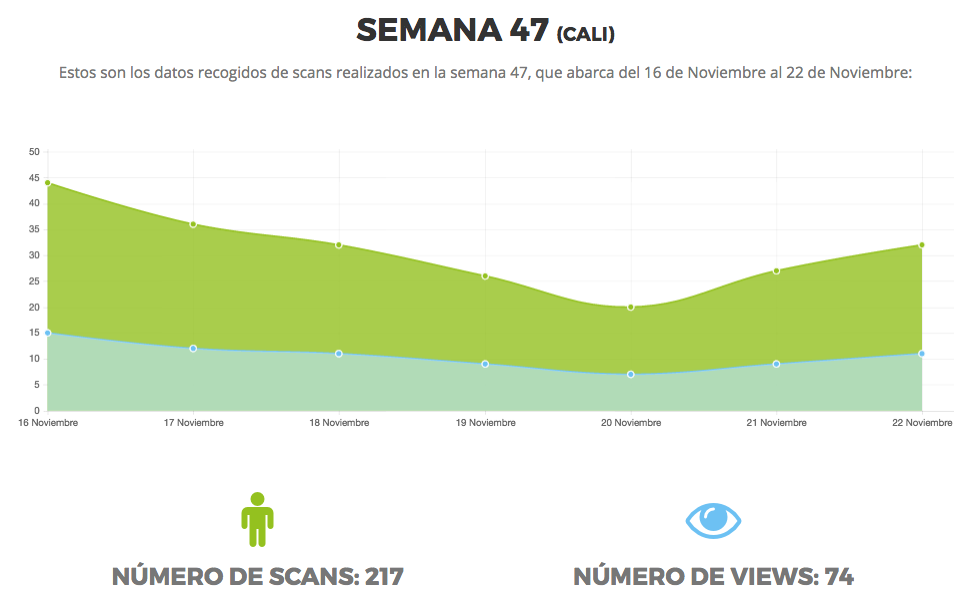 SEMANA 47 (CALI)
Estos son los datos recogidos de scans realizados en la semana 47, que abarca del 16 de Noviembre al 22 de Noviembre:
50
45
40
35
30
25
20
15
10
5
0
16 Noviembre 17 Noviembre 18 Noviembre 19 Noviembre 20 Noviembre 21 Noviembre 22 Noviembre
NÚMERO DE SCANS: 217 NÚMERO DE VIEWS: 74